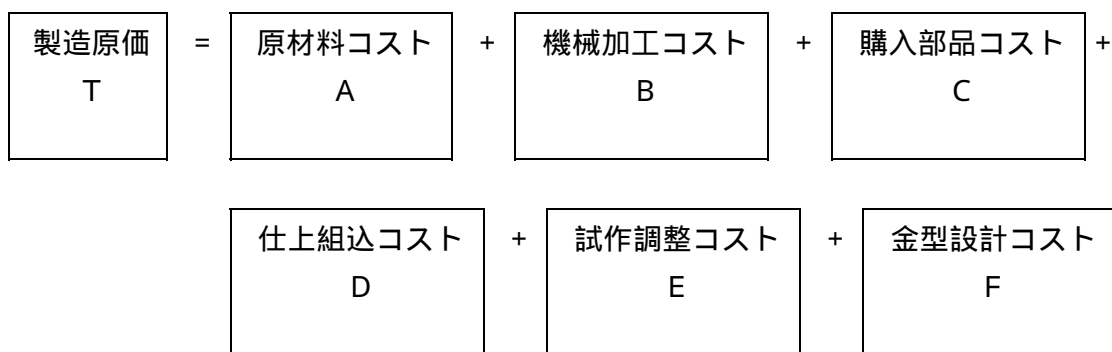 製造原価 = 原材料コスト + 機械加工コスト + 購入部品コスト +
T A B C
仕上組込コスト + 試作調整コスト + 金型設計コスト
D E F